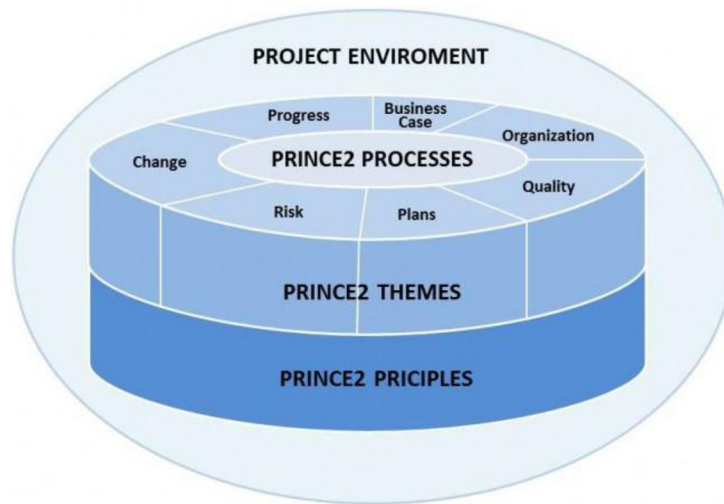 PROJECT ENVIROMENT
Progress
Business
Case
Organization
Change
PRINCE2 PROCESSES
Quality
Risk
Plans
PRINCE2 THEMES
PRINCE2 PRICIPLES